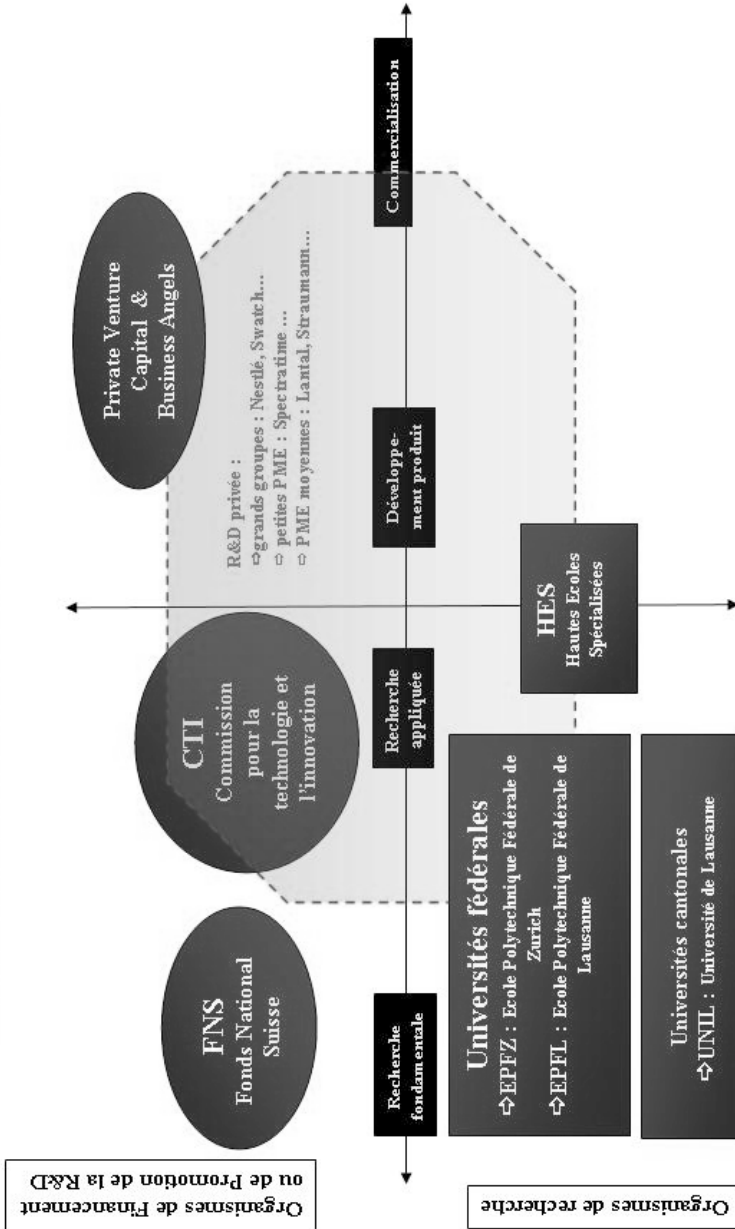 Organismes de Financement
ou de Promotion de la R&D
FNS
Fonds National
Suisse
CTI
Commission
pour la
technologie et
l'innovation
Private Venture
Capital &
Business Angels
R&D privée :
⇨grands groupes : Nestlé, Swatch...
⇨ petites PME : Spectratime ...
⇨ PME moyennes : Lantal, Straumann...
Recherche
fondamentale
Recherche
appliquée
Développe-
ment produit
Commercialisation
Organismes de recherche
Universités fédérales
⇨EPFZ : Ecole Polytechnique Fédérale de
Zurich
⇨EPFL : Ecole Polytechnique Fédérale de
Lausanne
HES
Hautes Ecoles
Spécialisées
Universités cantonales
⇨UNIL : Université de Lausanne